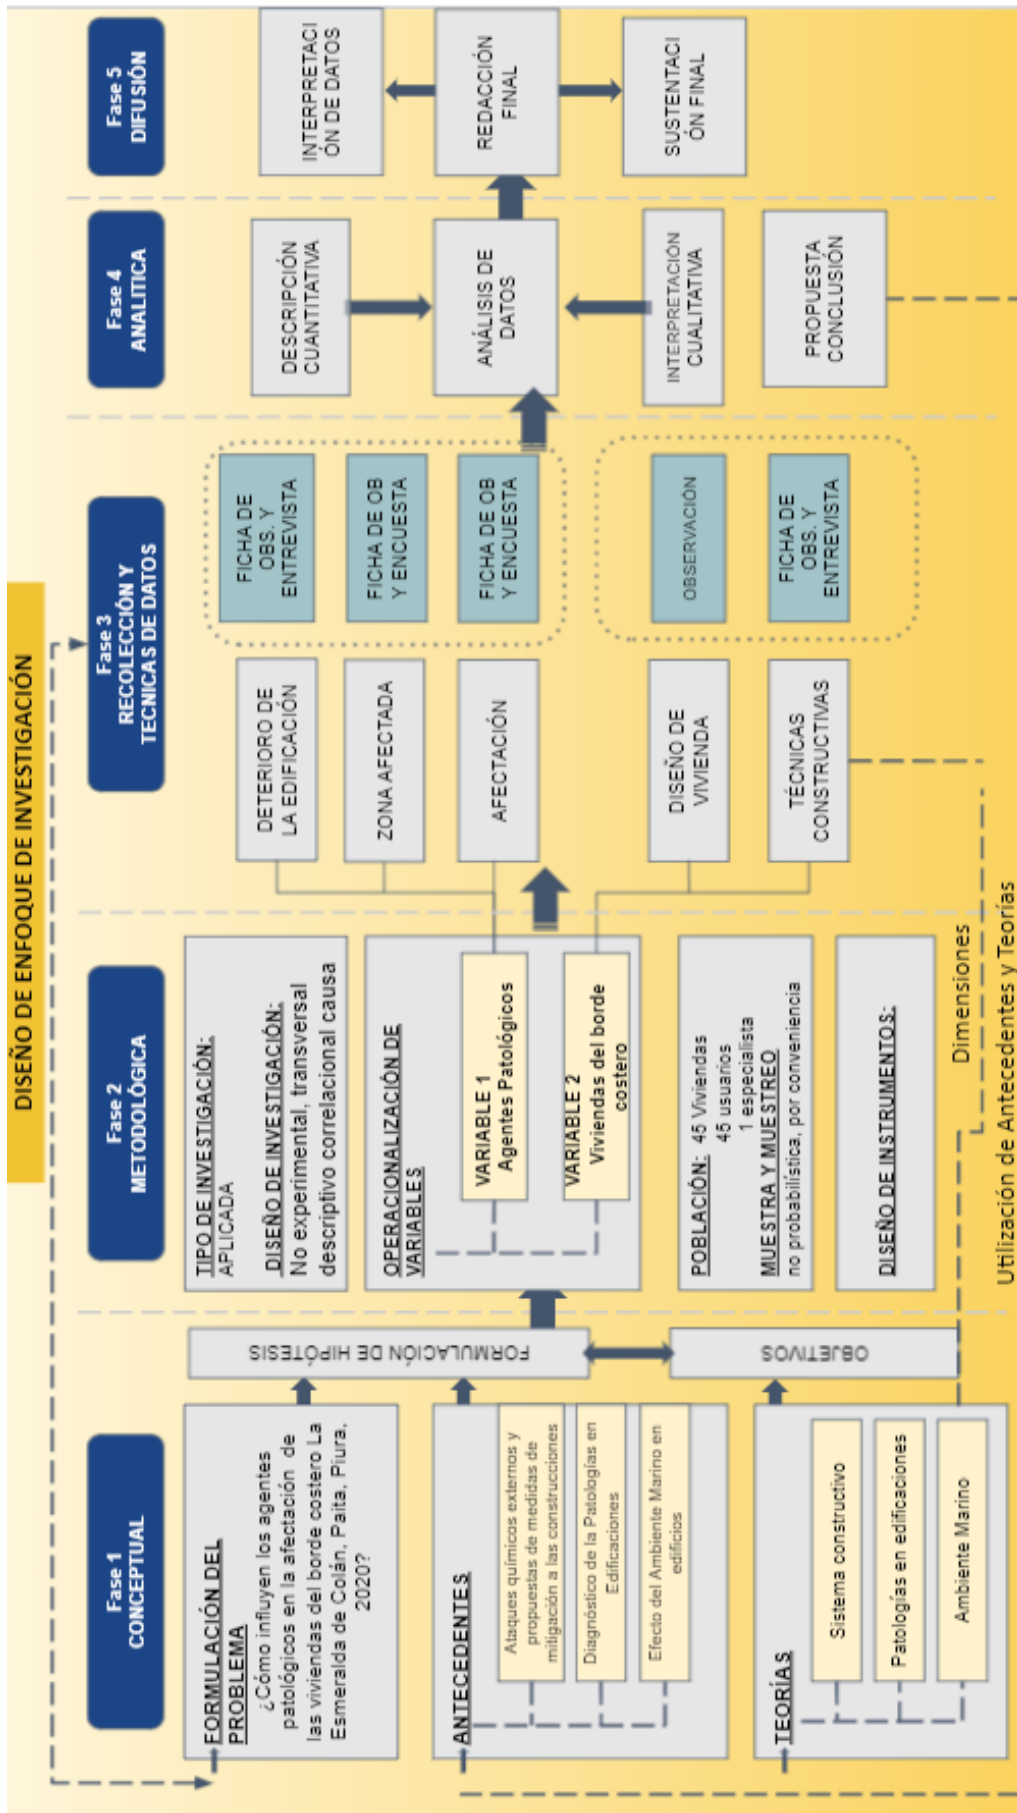 DISEÑO DE ENFOQUE DE INVESTIGACIÓN
Fase 1
CONCEPTUAL
FORMULACIÓN DEL
PROBLEMA
¿Cómo influyen los agentes
patológicos en la afectación de
las viviendas del borde costero La
Esmeralda de Colán, Paita, Piura,
2020?
ANTECEDENTES
Ataques químicos externos y
propuestas de medidas de
mitigación a las construcciones
Diagnóstico de la Patologías en
Edificaciones
Efecto del Ambiente Marino en
edificios
TEORÍAS
Sistema constructivo
Patologías en edificaciones
Ambiente Marino
FORMULACIÓN DE HIPÓTESIS
OBJETIVOS
Fase 2
METODOLÓGICA
TIPO DE INVESTIGACIÓN:
APLICADA
DISEÑO DE INVESTIGACIÓN:
No experimental, transversal
descriptivo correlacional causa
OPERACIONALIZACIÓN DE
VARIABLES
VARIABLE 1
Agentes Patológicos
VARIABLE 2
Viviendas del borde
costero
POBLACIÓN: 45 Viviendas
45 usuarios
1 especialista
MUESTRA Y MUESTREO
no probabilística, por conveniencia
DISEÑO DE INSTRUMENTOS:
Fase 3
RECOLECCIÓN Y
TECNICAS DE DATOS
DETERIORO DE
LA EDIFICACIÓN
ZONA AFECTADA
AFECTACIÓN
DISEÑO DE
VIVIENDA
TÉCNICAS
CONSTRUCTIVAS
FICHA DE
OBS. Y
ENTREVISTA
FICHA DE OB
Y ENCUESTA
FICHA DE OB
Y ENCUESTA
OBSERVACIÓN
FICHA DE
OBS. Y
ENTREVISTA
Fase 4
ANALITICA
DESCRIPCIÓN
CUANTITATIVA
ANÁLISIS DE
DATOS
INTERPRETACIÓN
CUALITATIVA
PROPUESTA
CONCLUSIÓN
Fase 5
DIFUSIÓN
INTERPRETACI
ÓN DE DATOS
REDACCIÓN
FINAL
SUSTENTACI
ÓN FINAL
Dimensiones
Utilización de Antecedentes y Teorías